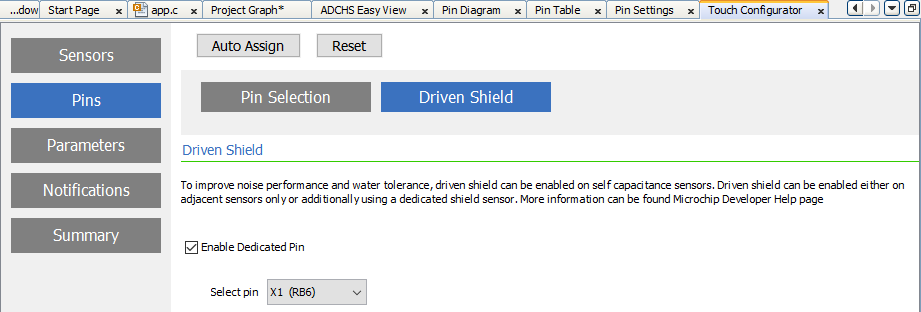 ...dow Start Page app.c Project Graph* ADCHS Easy View Pin Diagram Pin Table Pin Settings Touch Configurator
Auto Assign Reset
Sensors
Pins
Parameters
Notifications
Summary
Pin Selection Driven Shield
Driven Shield
To improve noise performance and water tolerance, driven shield can be enabled on self capacitance sensors. Driven shield can be enabled either on
adjacent sensors only or additionally using a dedicated shield sensor. More information can be found Microchip Developer Help page
Enable Dedicated Pin
Select pin X1 (RB6)